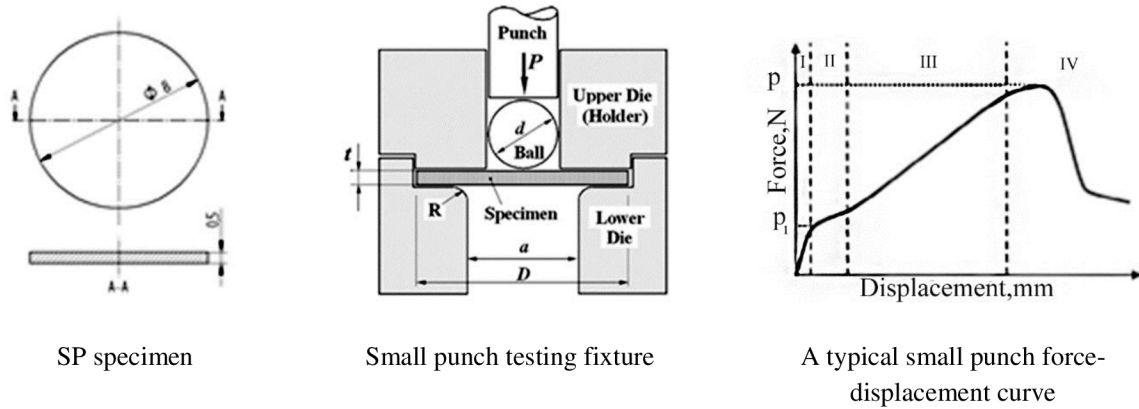 Φ 8
A
A
0.5
A-A
SP specimen
Punch
P
Upper Die
(Holder)
d
Ball
t
R
Specimen
Lower
Die
a
D
Small punch testing fixture
I
II
III
IV
p
p₁
Force,N
Displacement,mm
A typical small punch force-
displacement curve